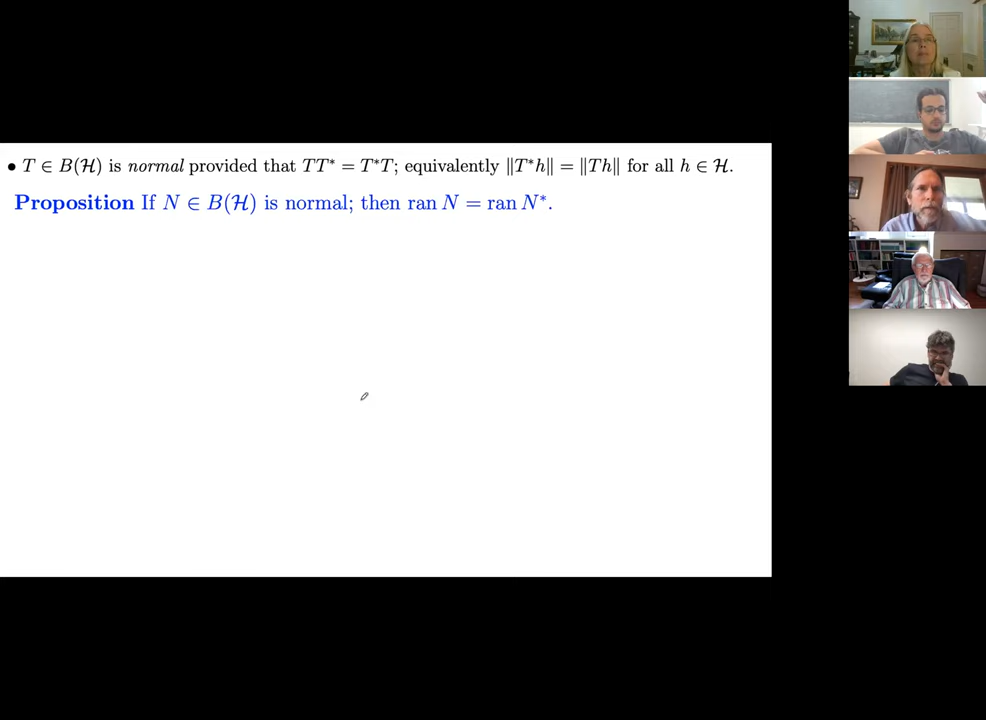 • T ∈ B(ℋ) is normal provided that TT* = T*T; equivalently ‖T*h‖ = ‖Th‖ for all h ∈ ℋ.
Proposition If N ∈ B(ℋ) is normal; then ran N = ran N*.